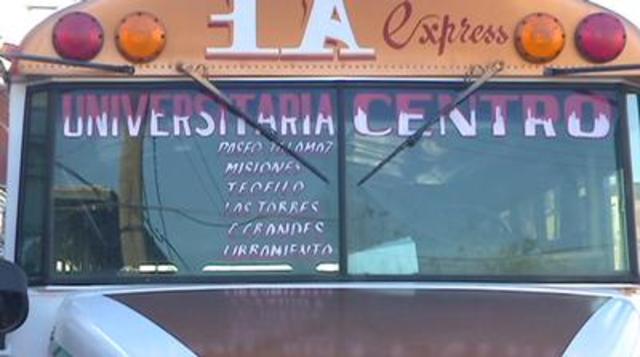 1A express
UNIVERSITARIA CENTRO
PASEO
MISIONES
TEOFILO
LAS TORRES
C GRANDES
LIBRAMIENTO